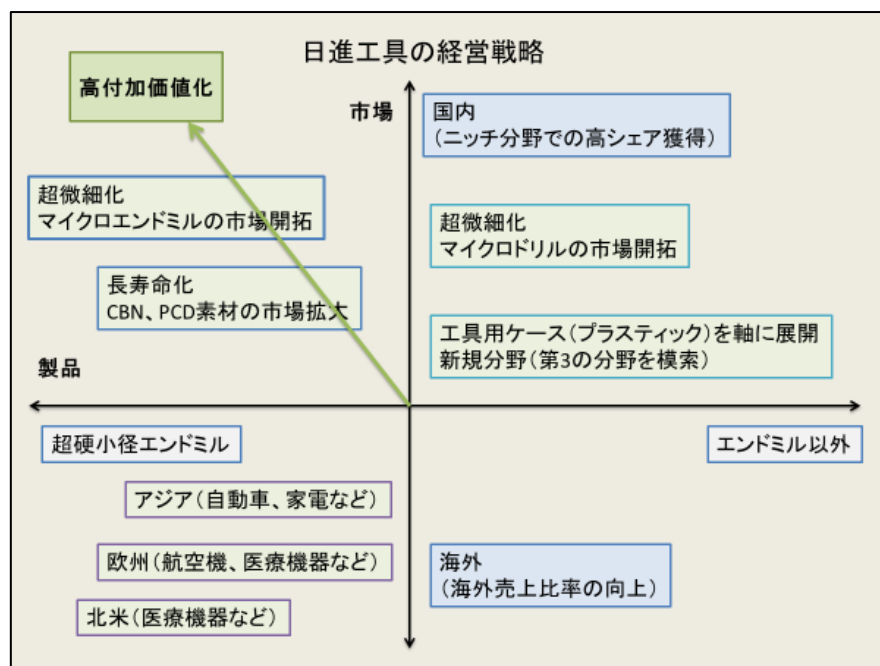 日進工具の経営戦略
高付加価値化
市場
国内
(ニッチ分野での高シェア獲得)
超微細化
マイクロエンドミルの市場開拓
超微細化
マイクロドリルの市場開拓
長寿命化
CBN、PCD素材の市場拡大
工具用ケース(プラスティック)を軸に展開
新規分野(第3の分野を模索)
製品
超硬小径エンドミル
エンドミル以外
アジア(自動車、家電など)
欧州(航空機、医療機器など)
海外
(海外売上比率の向上)
北米(医療機器など)